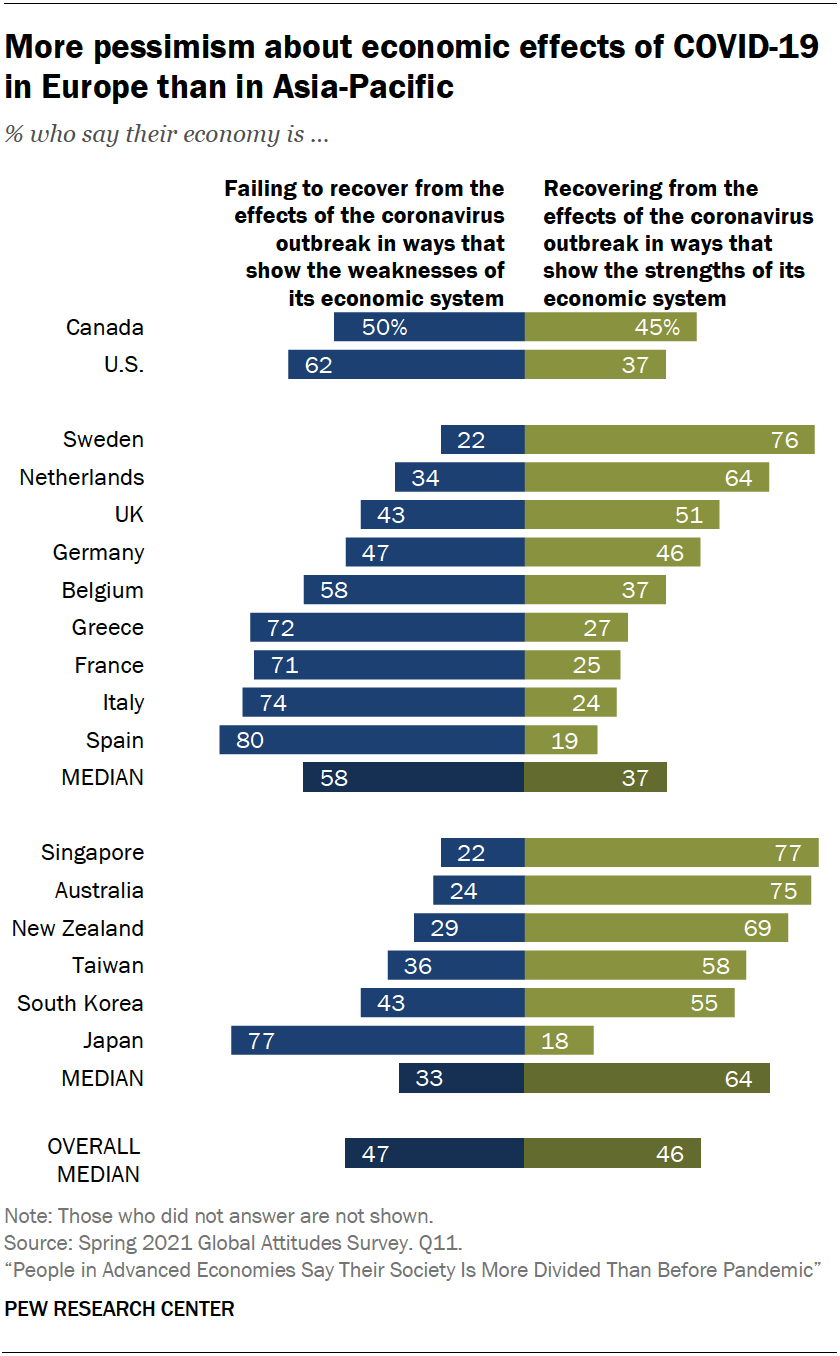 More pessimism about economic effects of COVID-19
in Europe than in Asia-Pacific
% who say their economy is ...
Failing to recover from the
effects of the coronavirus
outbreak in ways that
show the weaknesses of
its economic system
Recovering from the
effects of the coronavirus
outbreak in ways that
show the strengths of its
economic system
Canada 50% 45%
U.S. 62 37
Sweden 22 76
Netherlands 34 64
UK 43 51
Germany 47 46
Belgium 58 37
Greece 72 27
France 71 25
Italy 74 24
Spain 80 19
MEDIAN 58 37
Singapore 22 77
Australia 24 75
New Zealand 29 69
Taiwan 36 58
South Korea 43 55
Japan 77 18
MEDIAN 33 64
OVERALL
MEDIAN 47 46
Note: Those who did not answer are not shown.
Source: Spring 2021 Global Attitudes Survey. Q11.
“People in Advanced Economies Say Their Society Is More Divided Than Before Pandemic”
PEW RESEARCH CENTER